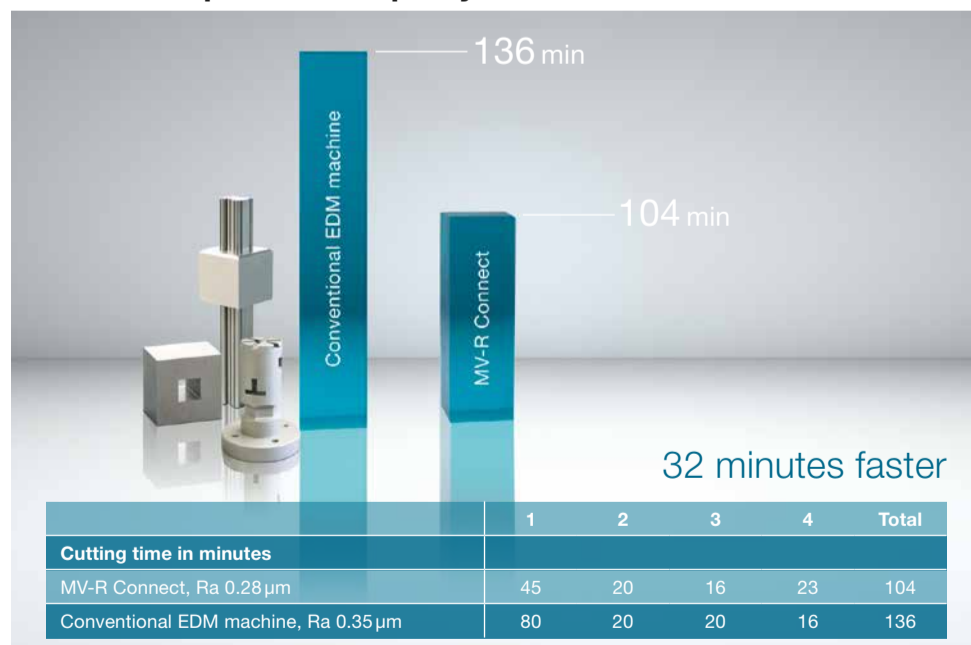 136 min
Conventional EDM machine
104 min
MV-R Connect
32 minutes faster
1 2 3 4 Total
Cutting time in minutes
MV-R Connect, Ra 0.28 µm 45 20 16 23 104
Conventional EDM machine, Ra 0.35 µm 80 20 20 16 136